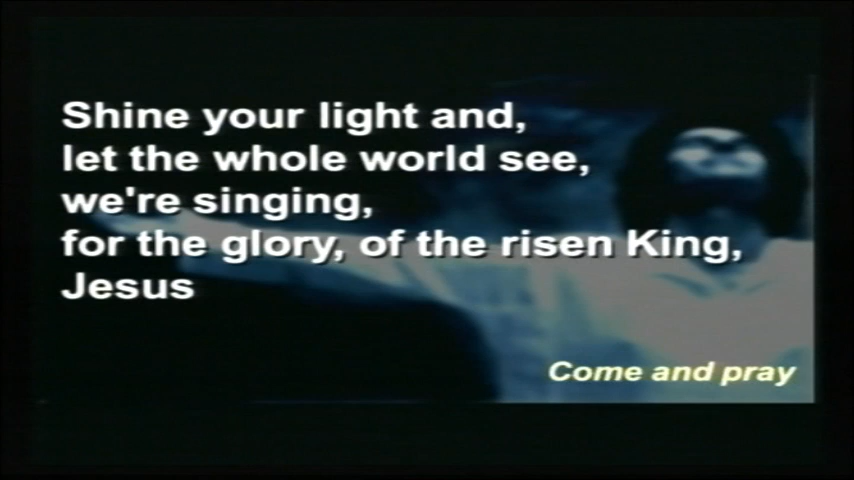 Shine your light and,
let the whole world see,
we're singing,
for the glory, of the risen King,
Jesus
Come and pray